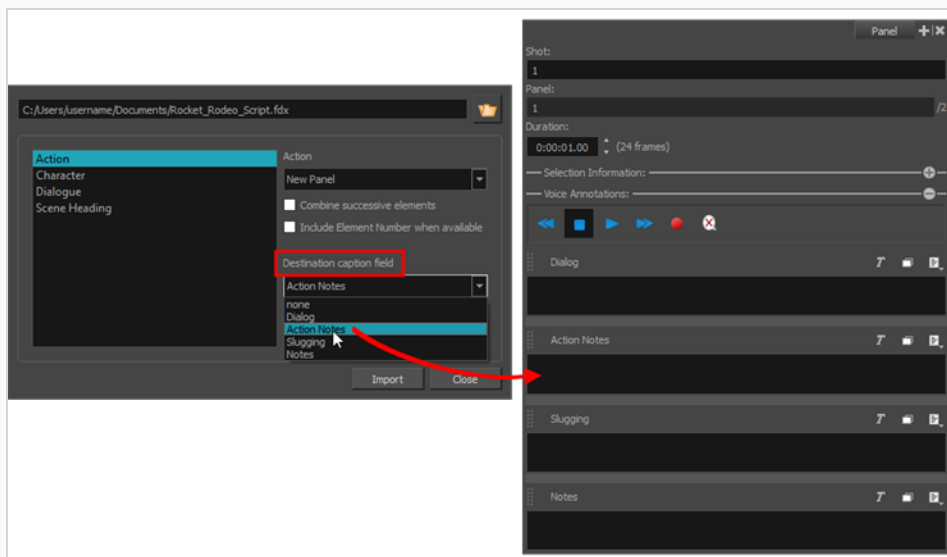 C:/Users/username/Documents/Rocket_Rodeo_Script.fdx
Action
Character
Dialogue
Scene Heading
Action
New Panel
Combine successive elements
Include Element Number when available
Destination caption field
Action Notes
none
Dialog
Action Notes
Slugging
Notes
Import
Close
Panel
Shot:
1
Panel:
1
/2
Duration:
0:00:01.00
(24 frames)
Selection Information:
Voice Annotations:
Dialog
Action Notes
Slugging
Notes